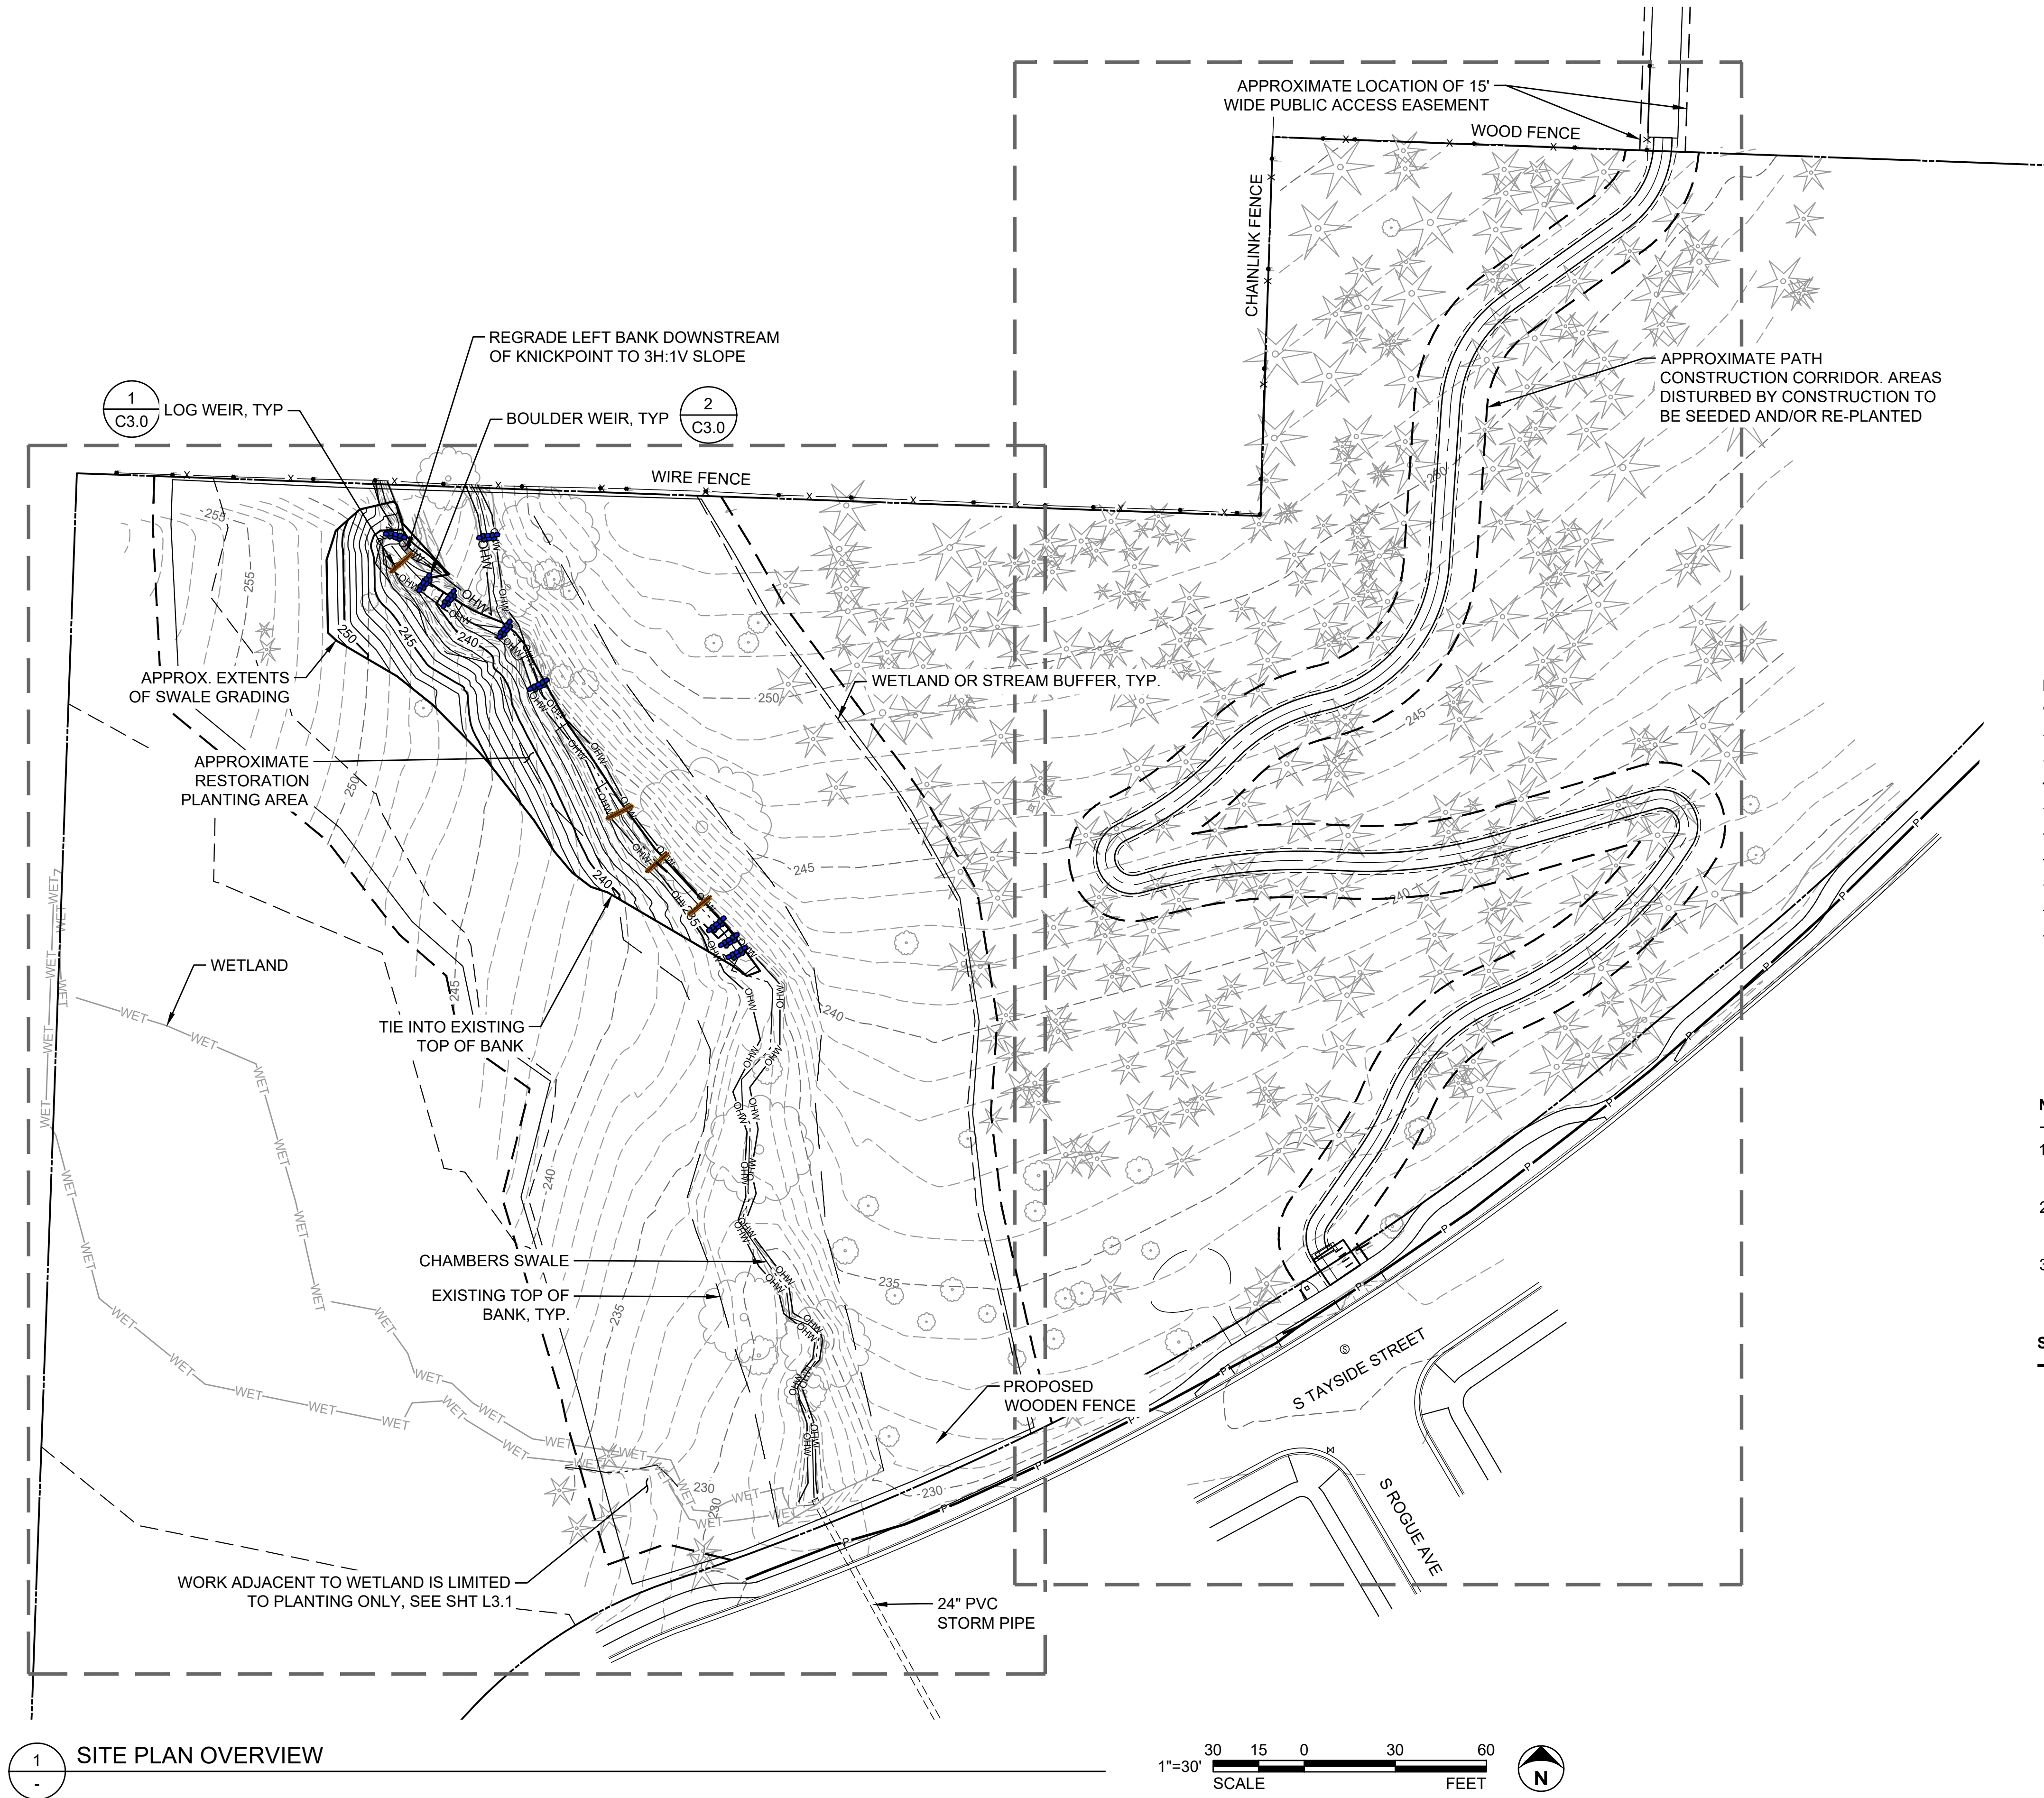 APPROXIMATE LOCATION OF 15'
WIDE PUBLIC ACCESS EASEMENT
WOOD FENCE
CHAINLINK FENCE
REGRADE LEFT BANK DOWNSTREAM
OF KNICKPOINT TO 3H:1V SLOPE
1
C3.0
LOG WEIR, TYP
BOULDER WEIR, TYP
2
C3.0
APPROXIMATE PATH
CONSTRUCTION CORRIDOR. AREAS
DISTURBED BY CONSTRUCTION TO
BE SEEDED AND/OR RE-PLANTED
WIRE FENCE
255
255
250
245
240
250
APPROX. EXTENTS
OF SWALE GRADING
WETLAND OR STREAM BUFFER, TYP.
250
245
APPROXIMATE
RESTORATION
PLANTING AREA
250
245
240
240
235
WETLAND
245
240
TIE INTO EXISTING
TOP OF BANK
240
CHAMBERS SWALE
235
EXISTING TOP OF
BANK, TYP.
235
PROPOSED
WOODEN FENCE
S TAYSIDE STREET
S ROGUE AVE
230
230
230
WORK ADJACENT TO WETLAND IS LIMITED
TO PLANTING ONLY, SEE SHT L3.1
24" PVC
STORM PIPE
OHW
WET
P
1
-
SITE PLAN OVERVIEW
1"=30'
30 15 0 30 60
SCALE FEET
N